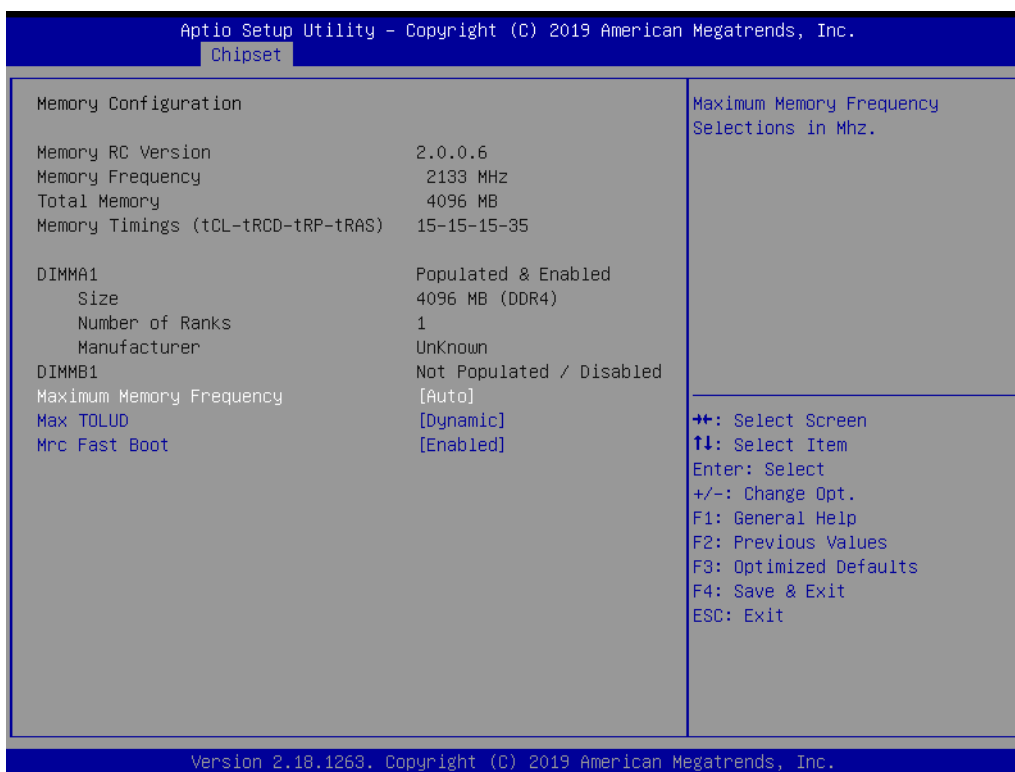 Aptio Setup Utility – Copyright (C) 2019 American Megatrends, Inc.
Chipset
Memory Configuration
Memory RC Version 2.0.0.6
Memory Frequency 2133 MHz
Total Memory 4096 MB
Memory Timings (tCL-tRCD-tRP-tRAS) 15-15-15-35
DIMMA1 Populated & Enabled
Size 4096 MB (DDR4)
Number of Ranks 1
Manufacturer UnKnown
DIMMB1 Not Populated / Disabled
Maximum Memory Frequency [Auto]
Max TOLUD [Dynamic]
Mrc Fast Boot [Enabled]
Maximum Memory Frequency
Selections in Mhz.
→←: Select Screen
↑↓: Select Item
Enter: Select
+/-: Change Opt.
F1: General Help
F2: Previous Values
F3: Optimized Defaults
F4: Save & Exit
ESC: Exit
Version 2.18.1263. Copyright (C) 2019 American Megatrends, Inc.